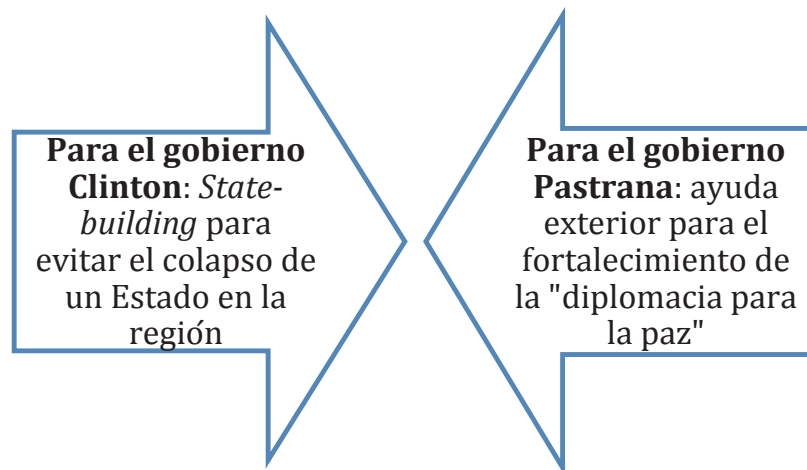 Para el gobierno
Clinton: State-
building para
evitar el colapso de
un Estado en la
región
Para el gobierno
Pastrana: ayuda
exterior para el
fortalecimiento de
la "diplomacia para
la paz"